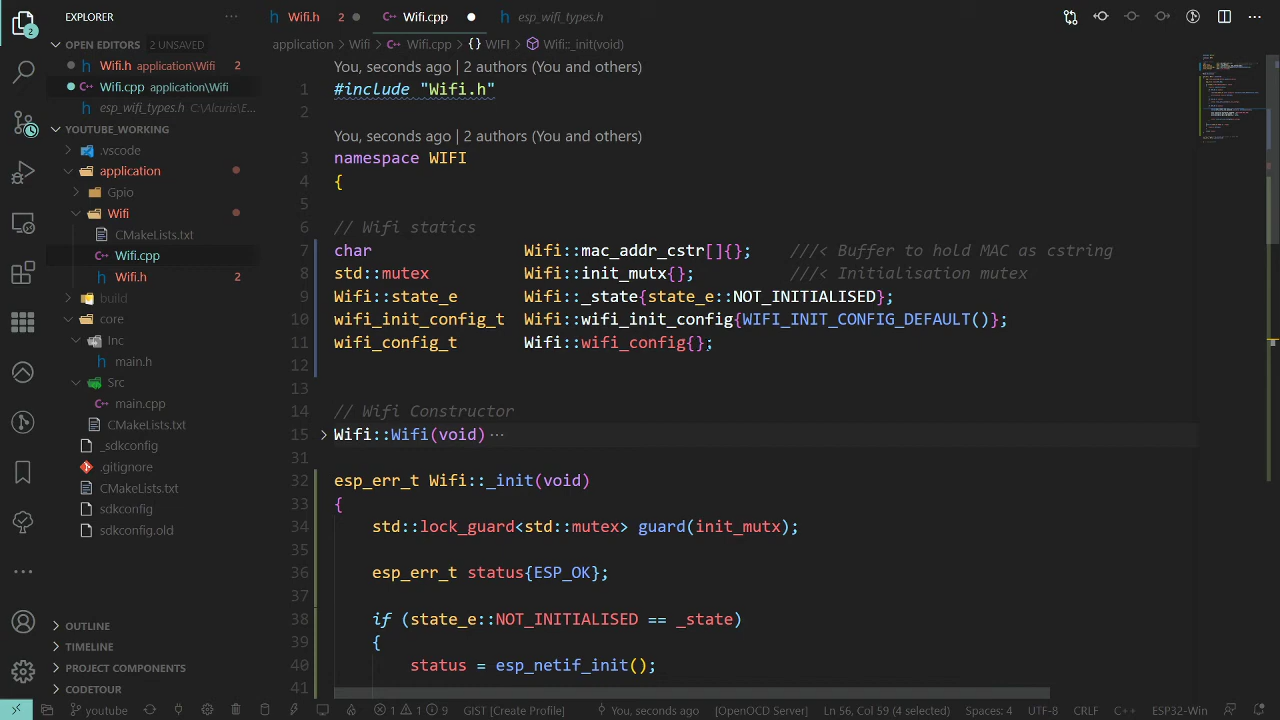 EXPLORER
OPEN EDITORS 2 UNSAVED
Wifi.h application\Wifi 2
Wifi.cpp application\Wifi
esp_wifi_types.h C:\Alcuris\E...
YOUTUBE_WORKING
.vscode
application
Gpio
Wifi
CMakeLists.txt
Wifi.cpp
Wifi.h 2
build
core
Inc
main.h
Src
main.cpp
CMakeLists.txt
_sdkconfig
.gitignore
CMakeLists.txt
sdkconfig
sdkconfig.old
OUTLINE
TIMELINE
PROJECT COMPONENTS
CODETOUR
Wifi.h 2 Wifi.cpp esp_wifi_types.h
application > Wifi > Wifi.cpp > {} WIFI > Wifi::_init(void)
You, seconds ago | 2 authors (You and others)
1 #include "Wifi.h"
2
You, seconds ago | 2 authors (You and others)
3 namespace WIFI
4 {
5
6 // Wifi statics
7 char Wifi::mac_addr_cstr[]{}; ///< Buffer to hold MAC as cstring
8 std::mutex Wifi::init_mutx{}; ///< Initialisation mutex
9 Wifi::state_e Wifi::_state{state_e::NOT_INITIALISED};
10 wifi_init_config_t Wifi::wifi_init_config{WIFI_INIT_CONFIG_DEFAULT()};
11 wifi_config_t Wifi::wifi_config{};
12
13
14 // Wifi Constructor
15 Wifi::Wifi(void) ···
31
32 esp_err_t Wifi::_init(void)
33 {
34 std::lock_guard<std::mutex> guard(init_mutx);
35
36 esp_err_t status{ESP_OK};
37
38 if (state_e::NOT_INITIALISED == _state)
39 {
40 status = esp_netif_init();
41
youtube 1 1 9 GIST [Create Profile] You, seconds ago [OpenOCD Server] Ln 56, Col 59 (4 selected) Spaces: 4 UTF-8 CRLF C++ ESP32-Win